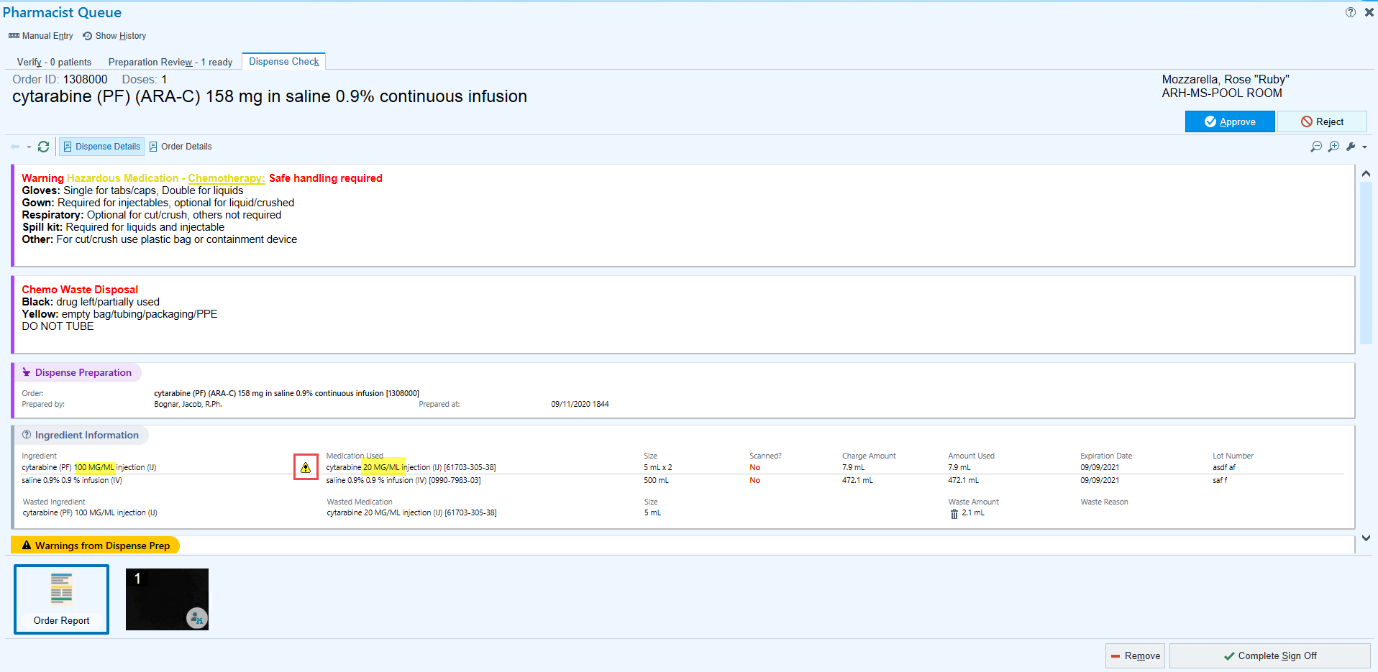 Pharmacist Queue
Manual Entry Show History
Verify - 0 patients Preparation Review - 1 ready Dispense Check
Order ID: 1308000 Doses: 1
cytarabine (PF) (ARA-C) 158 mg in saline 0.9% continuous infusion
Mozzarella, Rose "Ruby"
ARH-MS-POOL ROOM
Approve Reject
Dispense Details Order Details
Warning Hazardous Medication - Chemotherapy: Safe handling required
Gloves: Single for tabs/caps, Double for liquids
Gown: Required for injectables, optional for liquid/crushed
Respiratory: Optional for cut/crush, others not required
Spill kit: Required for liquids and injectable
Other: For cut/crush use plastic bag or containment device
Chemo Waste Disposal
Black: drug left/partially used
Yellow: empty bag/tubing/packaging/PPE
DO NOT TUBE
Dispense Preparation
Order: cytarabine (PF) (ARA-C) 158 mg in saline 0.9% continuous infusion [1308000]
Prepared by: Bognar, Jacob, R.Ph. Prepared at: 09/11/2020 1844
Ingredient Information
Ingredient Medication Used Size Scanned? Charge Amount Amount Used Expiration Date Lot Number
cytarabine (PF) 100 MG/ML injection (IJ) cytarabine 20 MG/ML injection (IJ) [61703-305-38] 5 mL x 2 No 7.9 mL 7.9 mL 09/09/2021 asdf af
saline 0.9% 0.9 % infusion (IV) saline 0.9% 0.9 % infusion (IV) [0990-7983-03] 500 mL No 472.1 mL 472.1 mL 09/09/2021 saf f
Wasted Ingredient Wasted Medication Size Waste Amount Waste Reason
cytarabine (PF) 100 MG/ML injection (IJ) cytarabine 20 MG/ML injection (IJ) [61703-305-38] 5 mL 2.1 mL
Warnings from Dispense Prep
1
Order Report
Remove Complete Sign Off